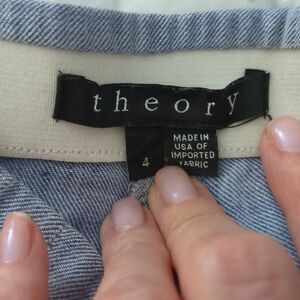 theory
4
MADE IN
USA OF
IMPORTED
FABRIC